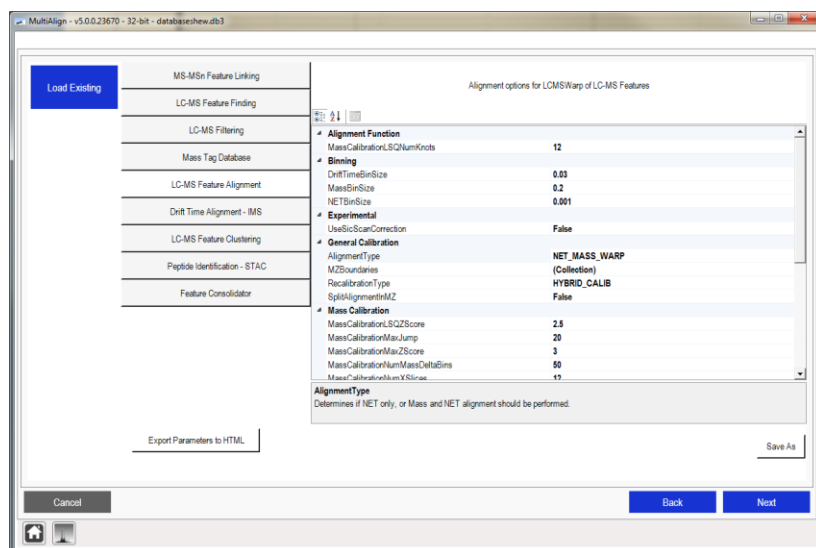 MultiAlign - v5.0.0.23670 - 32-bit - databaseshew.db3
Load Existing
MS-MSn Feature Linking
LC-MS Feature Finding
LC-MS Filtering
Mass Tag Database
LC-MS Feature Alignment
Drift Time Alignment - IMS
LC-MS Feature Clustering
Peptide Identification - STAC
Feature Consolidator
Export Parameters to HTML
Alignment options for LCMSWarp of LC-MS Features
Alignment Function
MassCalibrationLSQNumKnots 12
Binning
DriftTimeBinSize 0.03
MassBinSize 0.2
NETBinSize 0.001
Experimental
UseSicScanCorrection False
General Calibration
AlignmentType NET_MASS_WARP
MZBoundaries (Collection)
RecalibrationType HYBRID_CALIB
SplitAlignmentInMZ False
Mass Calibration
MassCalibrationLSQZScore 2.5
MassCalibrationMaxJump 20
MassCalibrationMaxZScore 3
MassCalibrationNumMassDeltaBins 50
MassCalibrationNumXSlices 12
AlignmentType
Determines if NET only, or Mass and NET alignment should be performed.
Save As
Cancel
Back
Next